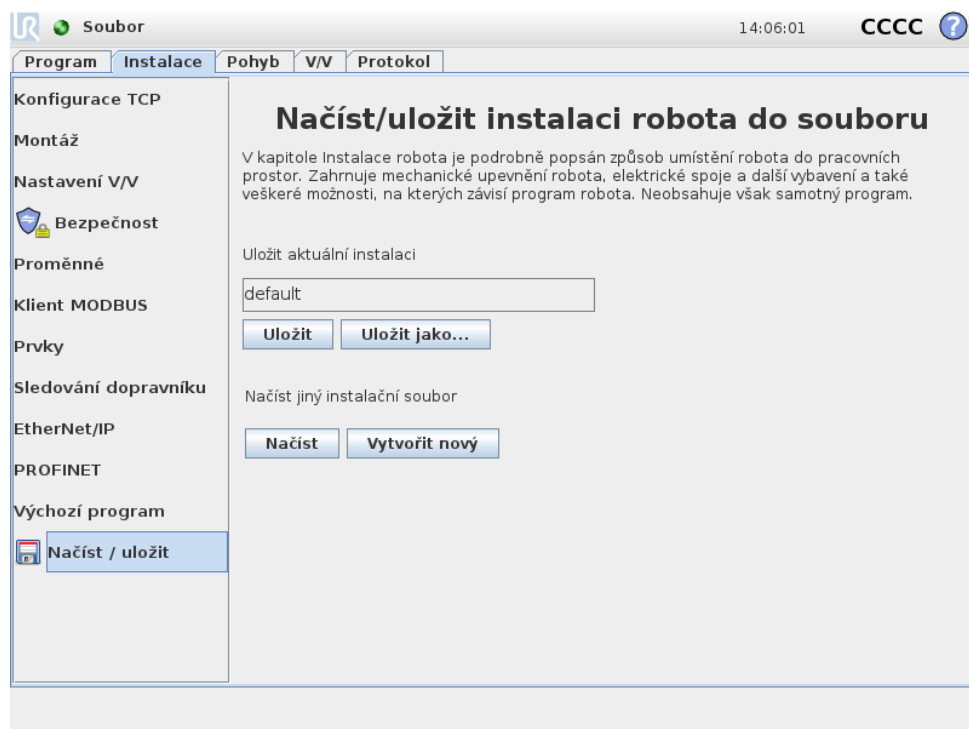 UR Soubor 14:06:01 CCCC ?
Program Instalace Pohyb V/V Protokol
Konfigurace TCP
Montáž
Nastavení V/V
Bezpečnost
Proměnné
Klient MODBUS
Prvky
Sledování dopravníku
EtherNet/IP
PROFINET
Výchozí program
Načíst / uložit
Načíst/uložit instalaci robota do souboru
V kapitole Instalace robota je podrobně popsán způsob umístění robota do pracovních
prostor. Zahrnuje mechanické upevnění robota, elektrické spoje a další vybavení a také
veškeré možnosti, na kterých závisí program robota. Neobsahuje však samotný program.
Uložit aktuální instalaci
default
Uložit Uložit jako...
Načíst jiný instalační soubor
Načíst Vytvořit nový